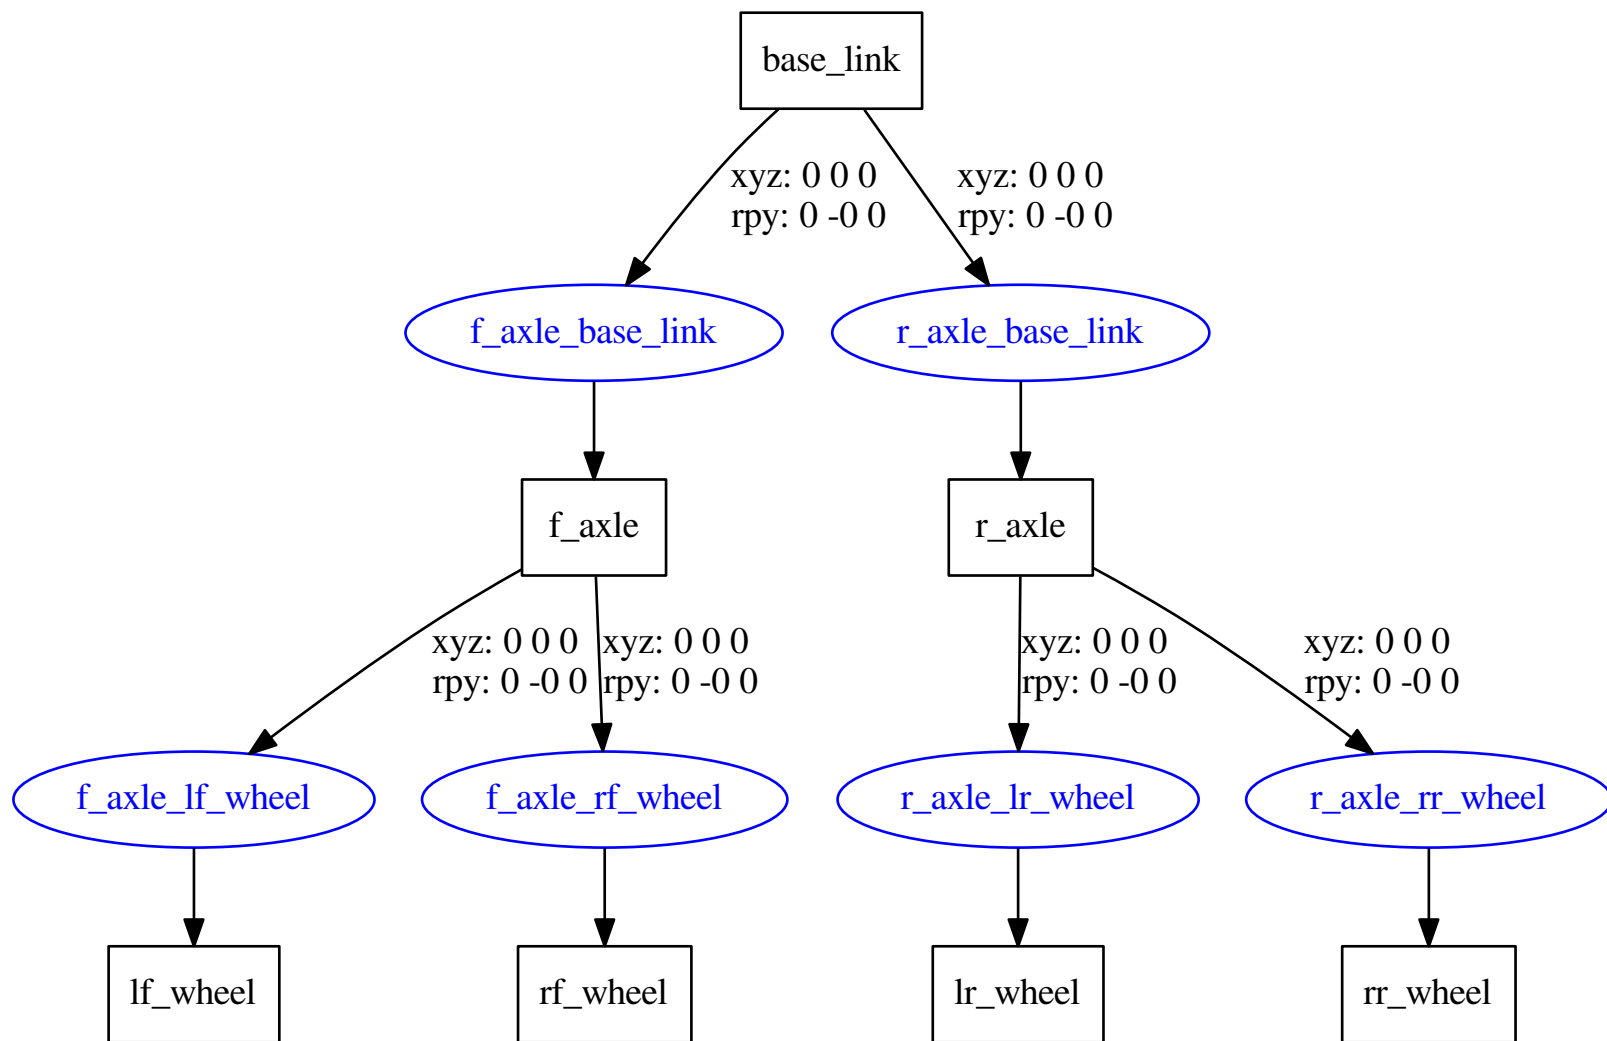 base_link
xyz: 0 0 0
rpy: 0 -0 0
xyz: 0 0 0
rpy: 0 -0 0
f_axle_base_link
r_axle_base_link
f_axle
r_axle
xyz: 0 0 0
rpy: 0 -0 0
xyz: 0 0 0
rpy: 0 -0 0
xyz: 0 0 0
rpy: 0 -0 0
xyz: 0 0 0
rpy: 0 -0 0
f_axle_lf_wheel
f_axle_rf_wheel
r_axle_lr_wheel
r_axle_rr_wheel
lf_wheel
rf_wheel
lr_wheel
rr_wheel